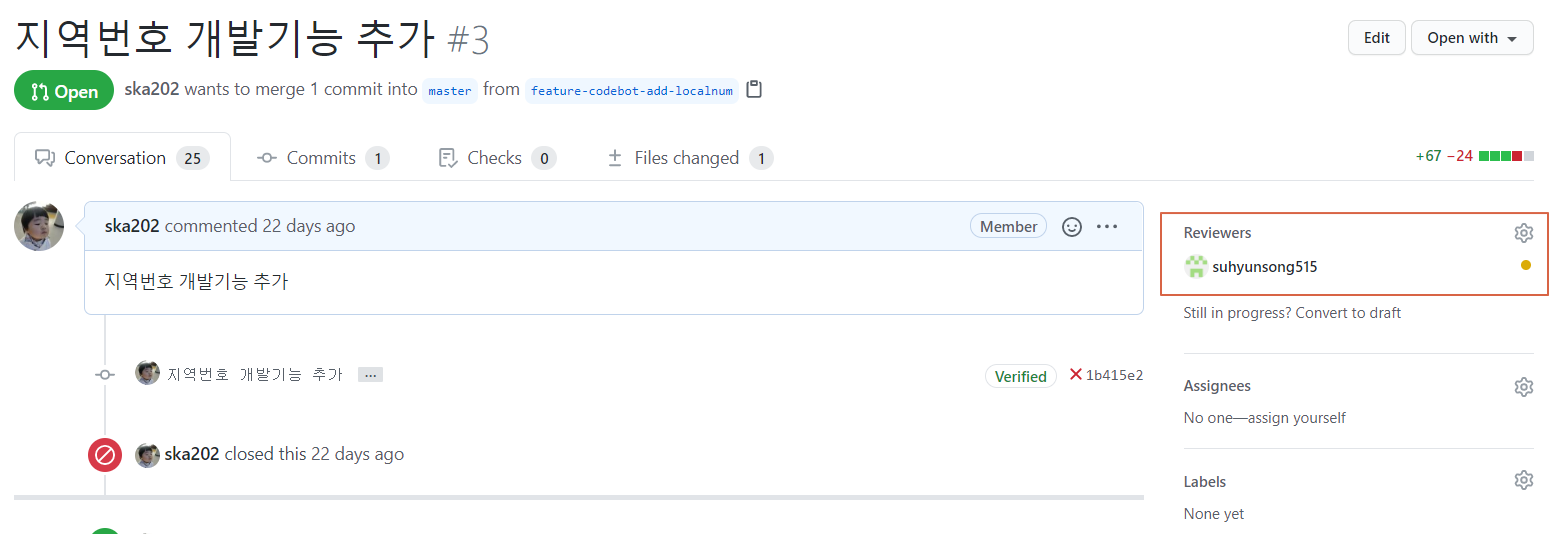 지역번호 개발기능 추가 #3
Edit
Open with
Open
ska202 wants to merge 1 commit into master from feature-codebot-add-localnum
Conversation 25
Commits 1
Checks 0
Files changed 1
+67 −24
ska202 commented 22 days ago
Member
지역번호 개발기능 추가
지역번호 개발기능 추가 ...
Verified
1b415e2
ska202 closed this 22 days ago
Reviewers
suhyunsong515
Still in progress? Convert to draft
Assignees
No one—assign yourself
Labels
None yet